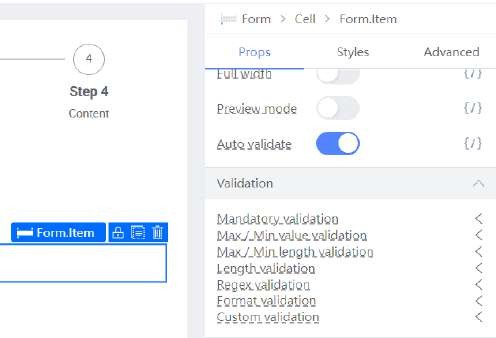 Form > Cell > Form.Item
Props Styles Advanced
Full width {/}
4
Step 4
Content
Preview mode {/}
Auto validate {/}
Validation
Mandatory validation
Max / Min value validation
Form.Item
Max / Min length validation
Length validation
Regex validation
Format validation
Custom validation